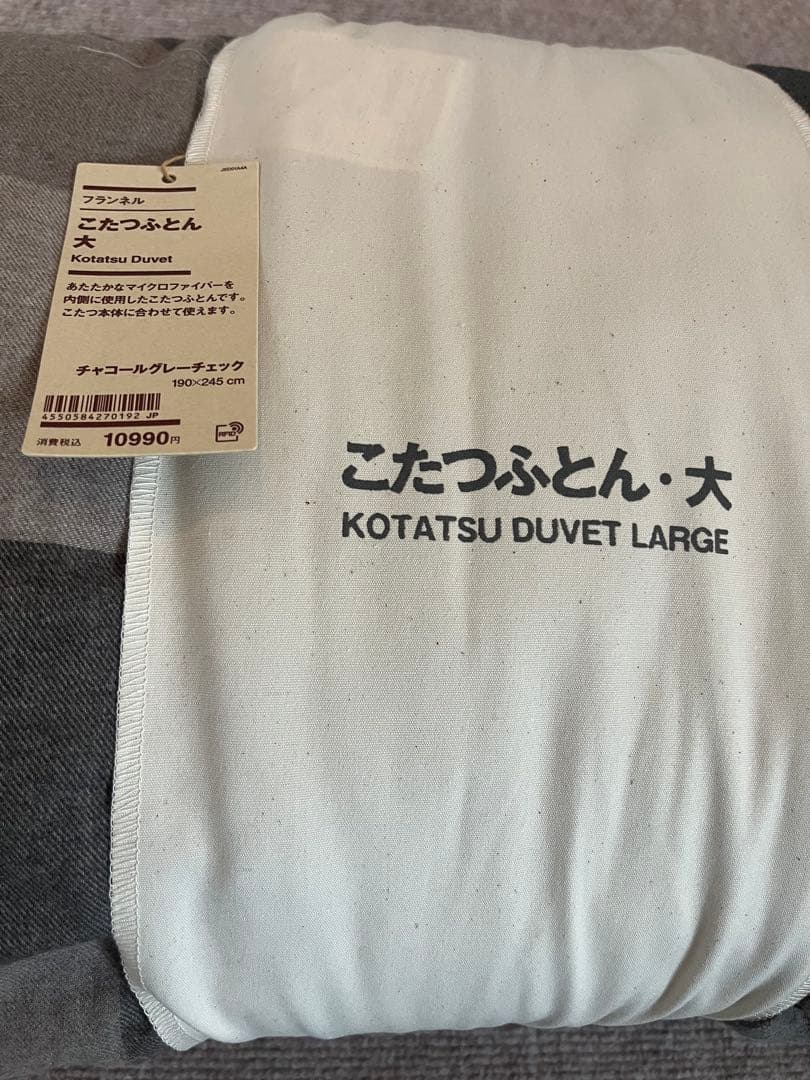 フランネル
こたつふとん
大
Kotatsu Duvet
あたたかなマイクロファイバーを
内側に使用したこたつふとんです。
こたつ本体に合わせて使えます。
チャコールグレーチェック
190×245 cm
4550584270192 JP
消費税込 10990円
RFID
こたつふとん・大
KOTATSU DUVET LARGE